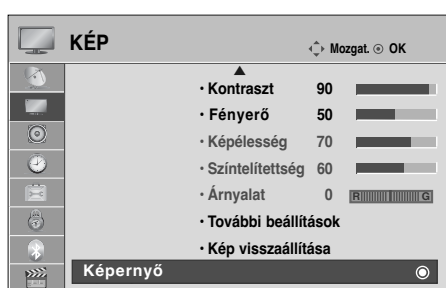 KÉP Mozgat. OK
• Kontraszt 90
• Fényerő 50
• Képélesség 70
• Színtelítettség 60
• Árnyalat 0 R G
• További beállítások
• Kép visszaállítása
Képernyő